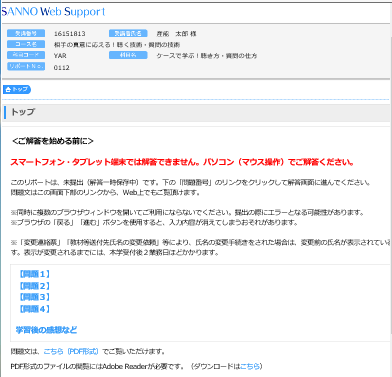 SANNO Web Support
受講番号 16151813 受講者氏名 産能 太郎 様
コース名 相手の真意に応える！聴く技術・質問の技術
科目コード YAR 科目名 ケースで学ぶ！聴き方・質問の仕方
リポートNo. 0112
トップ
トップ
＜ご解答を始める前に＞
スマートフォン・タブレット端末では解答できません。パソコン（マウス操作）でご解答ください。
このリポートは、未提出（解答一時保存中）です。下の「問題番号」のリンクをクリックして解答画面に進んでください。
問題文はこの画面下部のリンクから、Web上でもご覧頂けます。
※同時に複数のブラウザウィンドウを開いてご利用にならないでください。提出の際にエラーとなる可能性があります。
※ブラウザの「戻る」「進む」ボタンを使用すると、入力内容が消えてしまうおそれがあります。
※「変更連絡票」「教材等送付先氏名の変更依頼」等により、氏名の変更手続きをされた場合は、変更前の氏名が表示されている
す。表示が変更されるまでには、本学受付後２営業日ほどかかります。
【問題１】
【問題２】
【問題３】
【問題４】
学習後の感想など
問題文は、こちら（PDF形式）でご覧いただけます。
PDF形式のファイルの閲覧にはAdobe Readerが必要です。（ダウンロードはこちら）